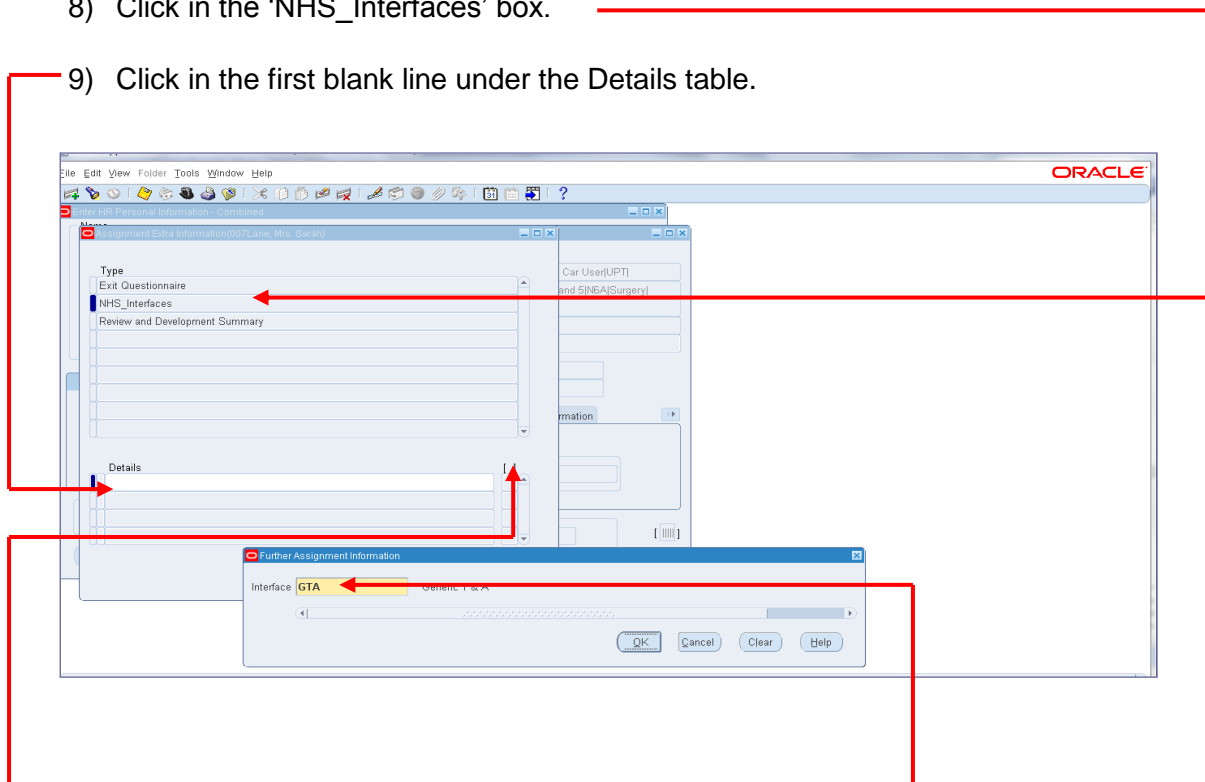 8) Click in the ‘NHS_Interfaces’ box.
9) Click in the first blank line under the Details table.
File Edit View Folder Tools Window Help
ORACLE
Enter HR Personal Information - Combined
Assignment Extra Information(007Lane, Mrs. Sarah)
Type
Car User|UPT|
Exit Questionnaire
and 5|N6A|Surgery|
NHS_Interfaces
Review and Development Summary
rmation
Details
[ ]
[ ]
Further Assignment Information
Interface GTA Generic T & A
OK Cancel Clear Help